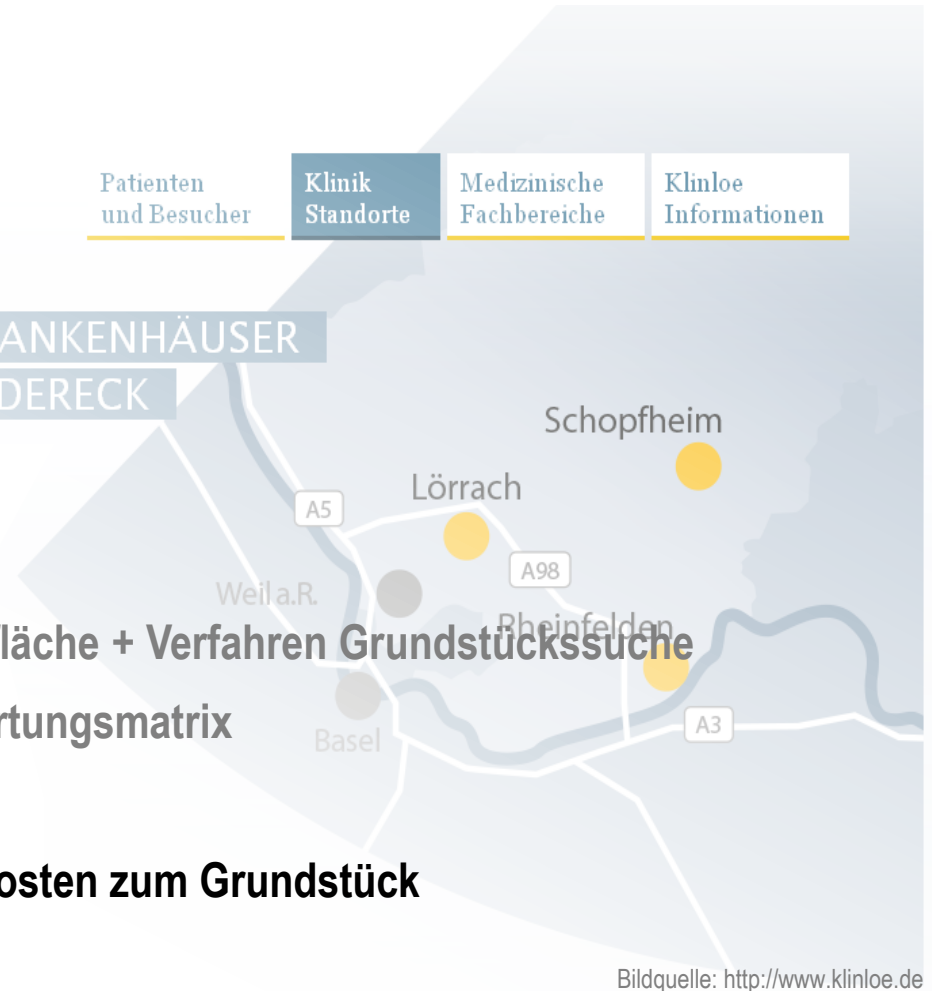 Patienten
und Besucher
Klinik
Standorte
Medizinische
Fachbereiche
Klinloe
Informationen
ANKENHÄUSER
DERECK
Schopfheim
Lörrach
A5
A98
Weil a.R.
Rheinfelden
läche + Verfahren Grundstückssuche
rtungsmatrix
Basel
A3
osten zum Grundstück
Bildquelle: http://www.klinloe.de